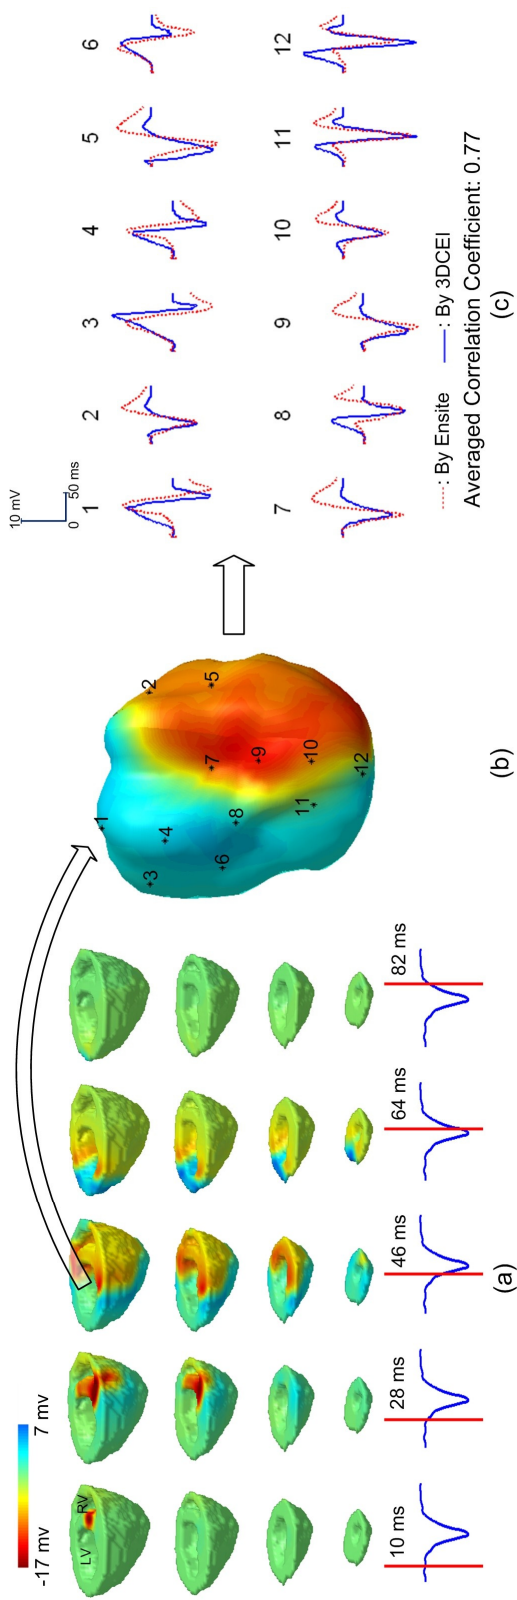 -17 mv 7 mv
LV RV
10 ms 28 ms 46 ms 64 ms 82 ms
(a)
1
2
3
4
5
6
7
8
9
10
11
12
(b)
10 mV
0 50 ms
1 2 3 4 5 6
7 8 9 10 11 12
: By Ensite : By 3DCEI
Averaged Correlation Coefficient: 0.77
(c)